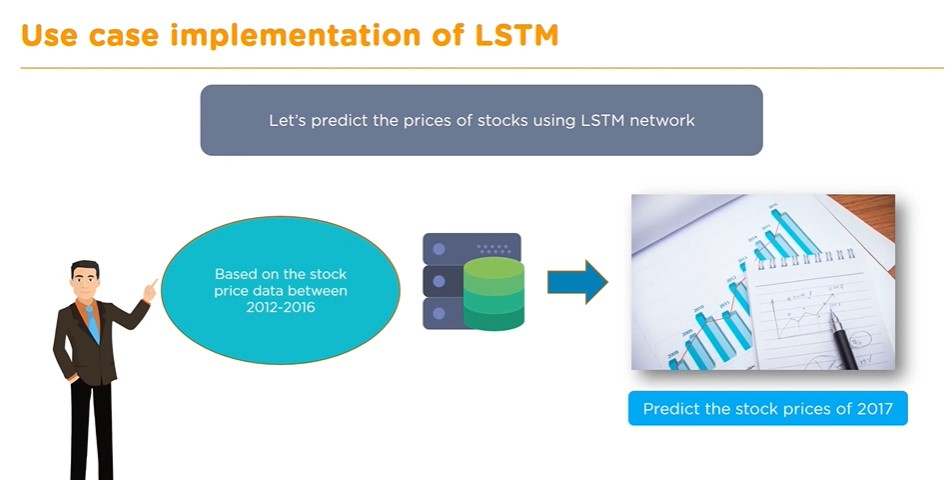 Use case implementation of LSTM
Let's predict the prices of stocks using LSTM network
Based on the stock
price data between
2012-2016
Predict the stock prices of 2017